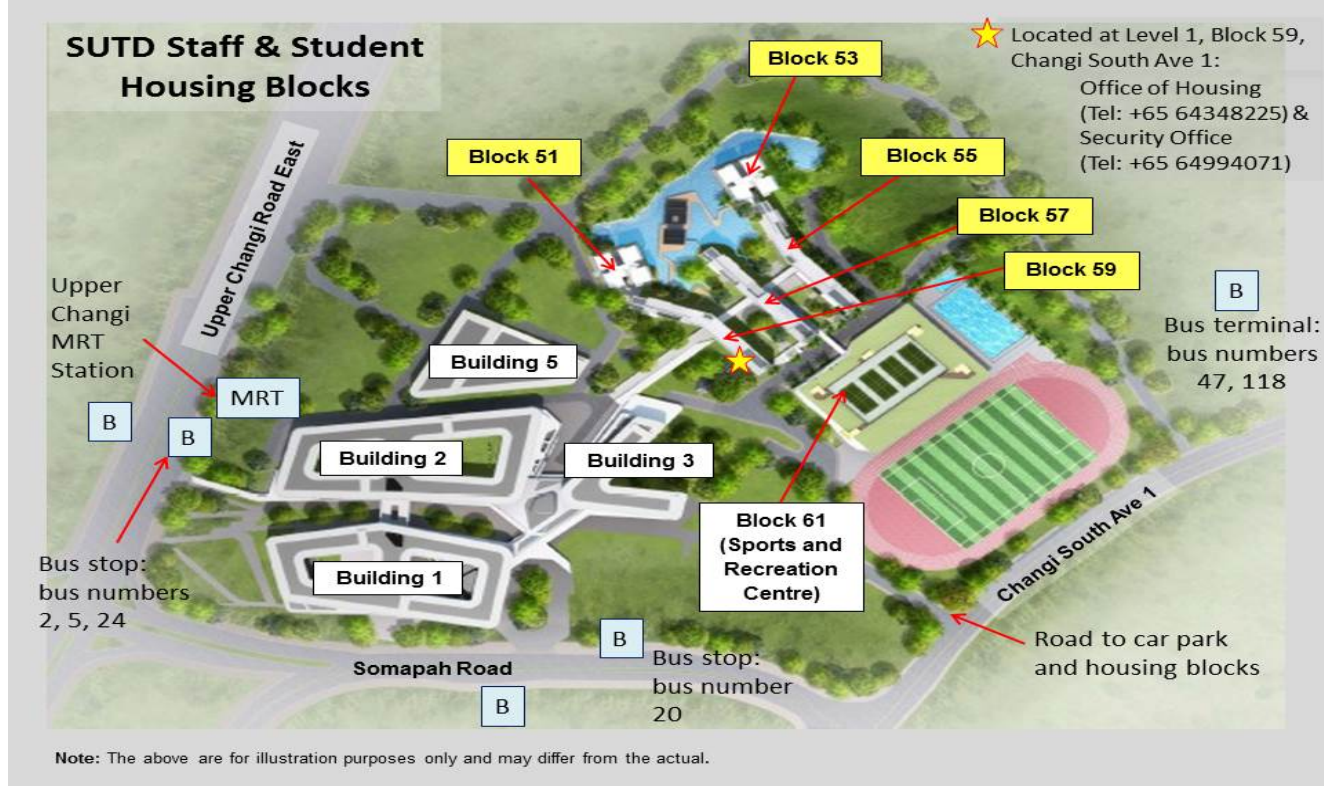 SUTD Staff & Student
Housing Blocks
Located at Level 1, Block 59,
Changi South Ave 1:
Office of Housing
(Tel: +65 64348225) &
Security Office
(Tel: +65 64994071)
Block 53
Block 51
Block 55
Block 57
Block 59
Upper Changi Road East
Upper
Changi
MRT
Station
MRT
B
B
Bus stop:
bus numbers
2, 5, 24
B
Bus terminal:
bus numbers
47, 118
Building 5
Building 2
Building 3
Building 1
Block 61
(Sports and
Recreation
Centre)
Changi South Ave 1
Road to car park
and housing blocks
B
Bus stop:
bus number
20
Somapah Road
B
Note: The above are for illustration purposes only and may differ from the actual.